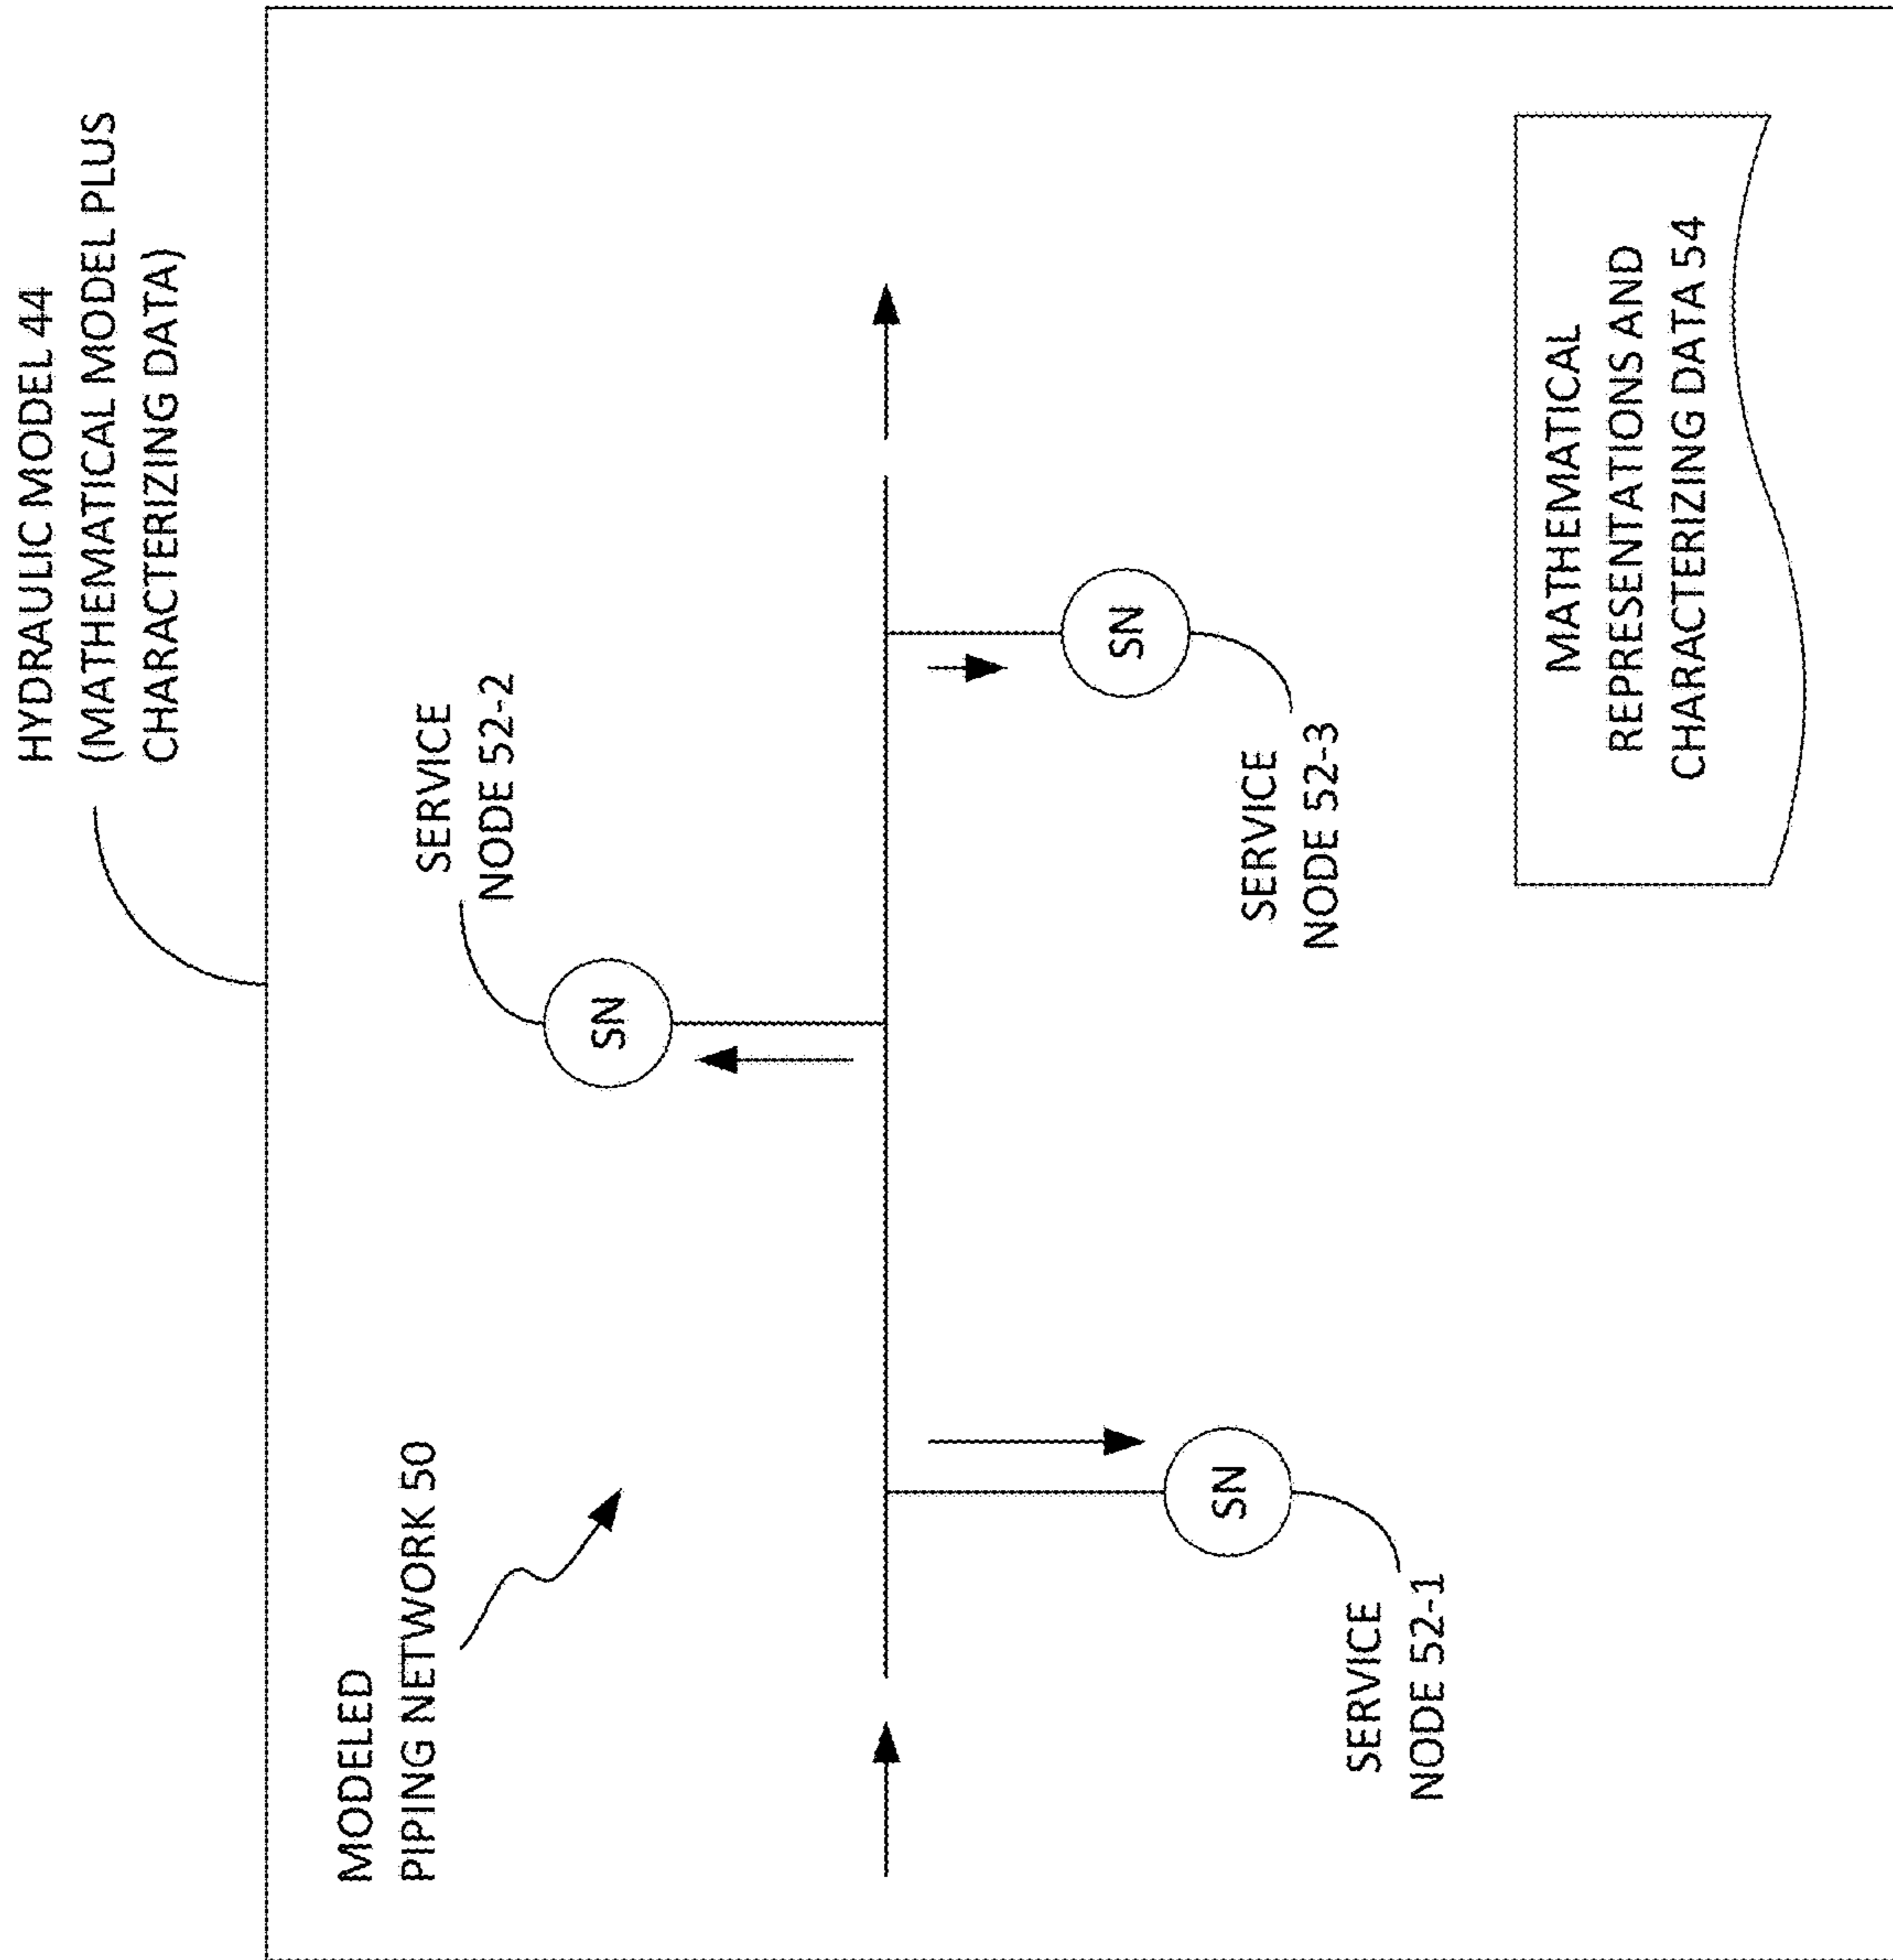 HYDRAULIC MODEL 44
(MATHEMATICAL MODEL PLUS
CHARACTERIZING DATA)
MODELED
PIPING NETWORK 50
SERVICE
NODE 52-2
SN
SN
SN
SERVICE
NODE 52-3
SERVICE
NODE 52-1
MATHEMATICAL
REPRESENTATIONS AND
CHARACTERIZING DATA 54